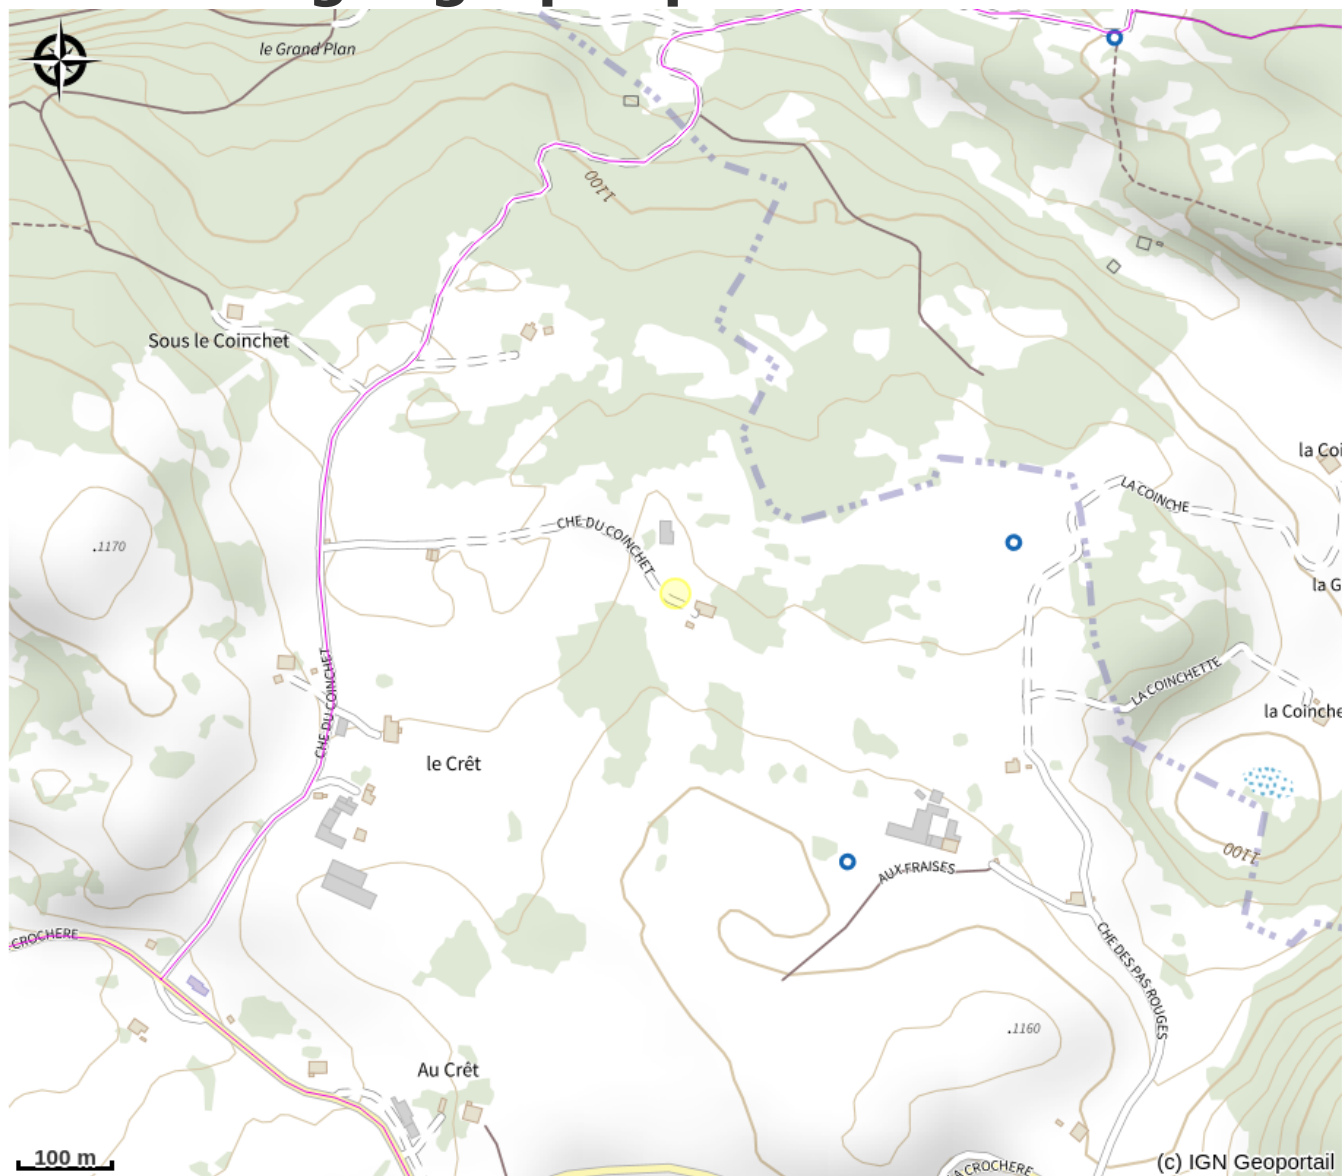 le Grand Plan
1100
Sous le Coinchet
la Coi
LA COINCHE
CHE DU COINCHET
.1170
la G
LA COINCHETTE
CHE DU COINCHET
la Coinche
le Crêt
1100
AUX FRAISES
CROCHERE
CHE DES PAS ROUGES
.1160
Au Crêt
100 m
A CROCHERE
(c) IGN Geoportail